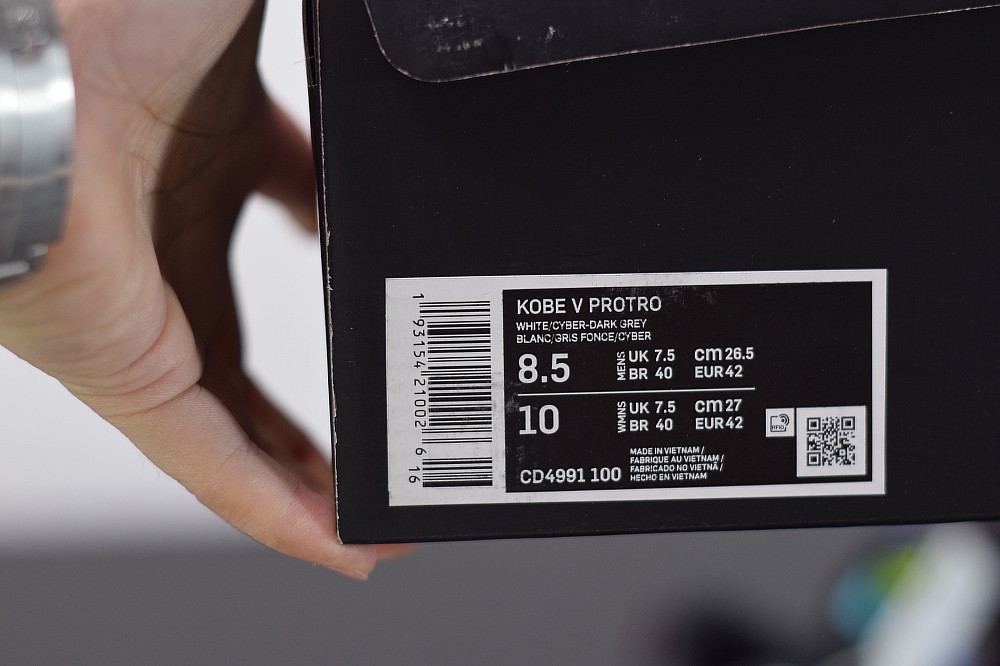 KOBE V PROTRO
WHITE/CYBER-DARK GREY
BLANC/GRIS FONCE/CYBER
8.5 MENS UK 7.5 cm 26.5
BR 40 EUR 42
10 WMNS UK 7.5 cm 27
BR 40 EUR 42
RFID
MADE IN VIETNAM /
FABRIQUE AU VIETNAM /
FABRICADO NO VIETNÃ /
HECHO EN VIETNAM
CD4991 100
1 93154 21002 6 16